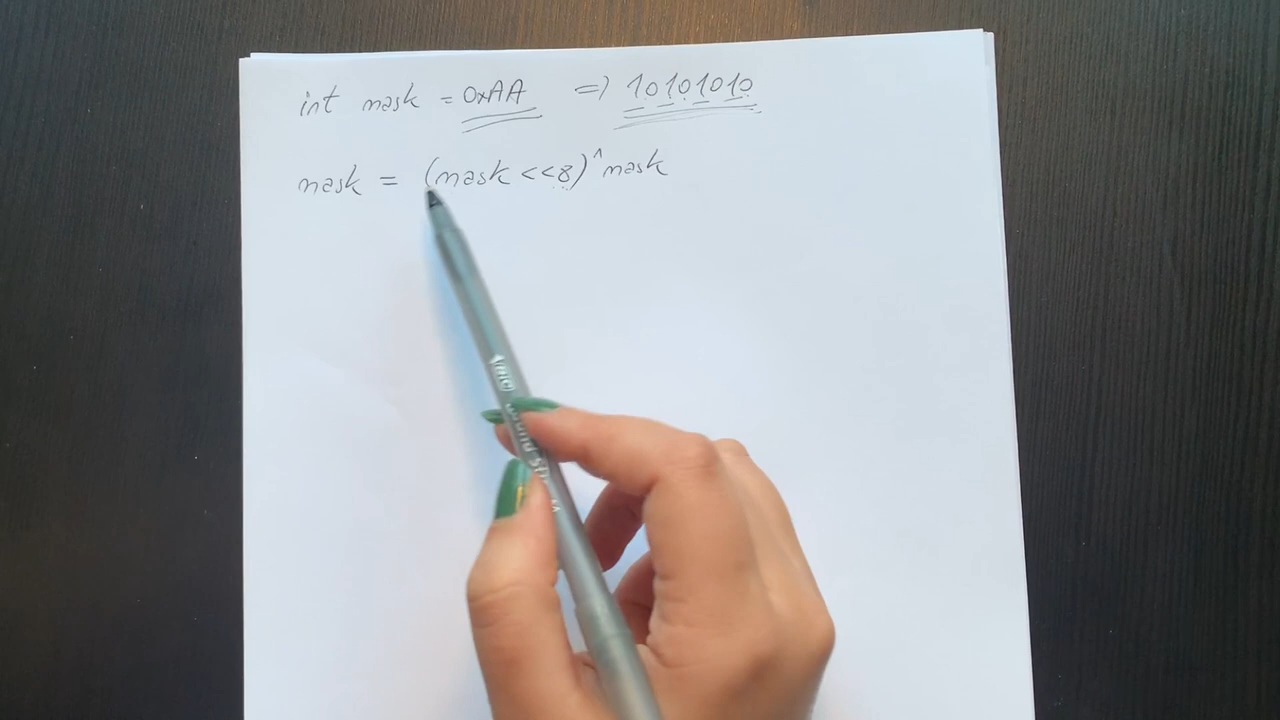 int mask = 0xAA => 10101010
mask = (mask <<8)^mask